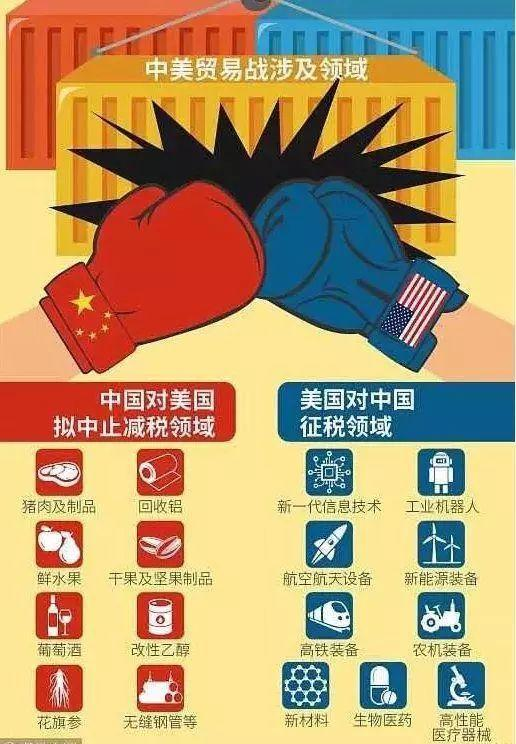 中美贸易战涉及领域
中国对美国
拟中止减税领域
美国对中国
征税领域
猪肉及制品
回收铝
新一代信息技术
工业机器人
鲜水果
干果及坚果制品
航空航天设备
新能源装备
葡萄酒
改性乙醇
高铁装备
农机装备
花旗参
无缝钢管等
新材料
生物医药
高性能
医疗器械